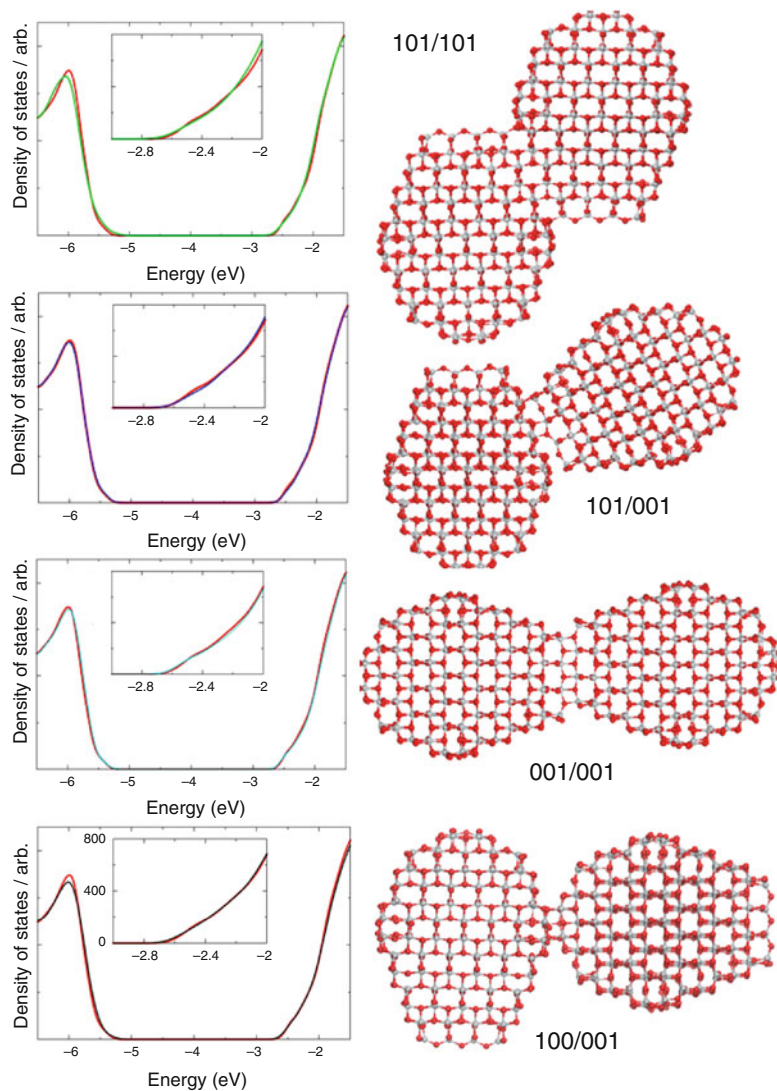 101/101
Density of states / arb.
−2.8 −2.4 −2
−6 −5 −4 −3 −2
Energy (eV)
Density of states / arb.
−2.8 −2.4 −2
−6 −5 −4 −3 −2
Energy (eV)
101/001
Density of states / arb.
−2.8 −2.4 −2
−6 −5 −4 −3 −2
Energy (eV)
001/001
Density of states / arb.
800
400
0
−2.8 −2.4 −2
−6 −5 −4 −3 −2
Energy (eV)
100/001